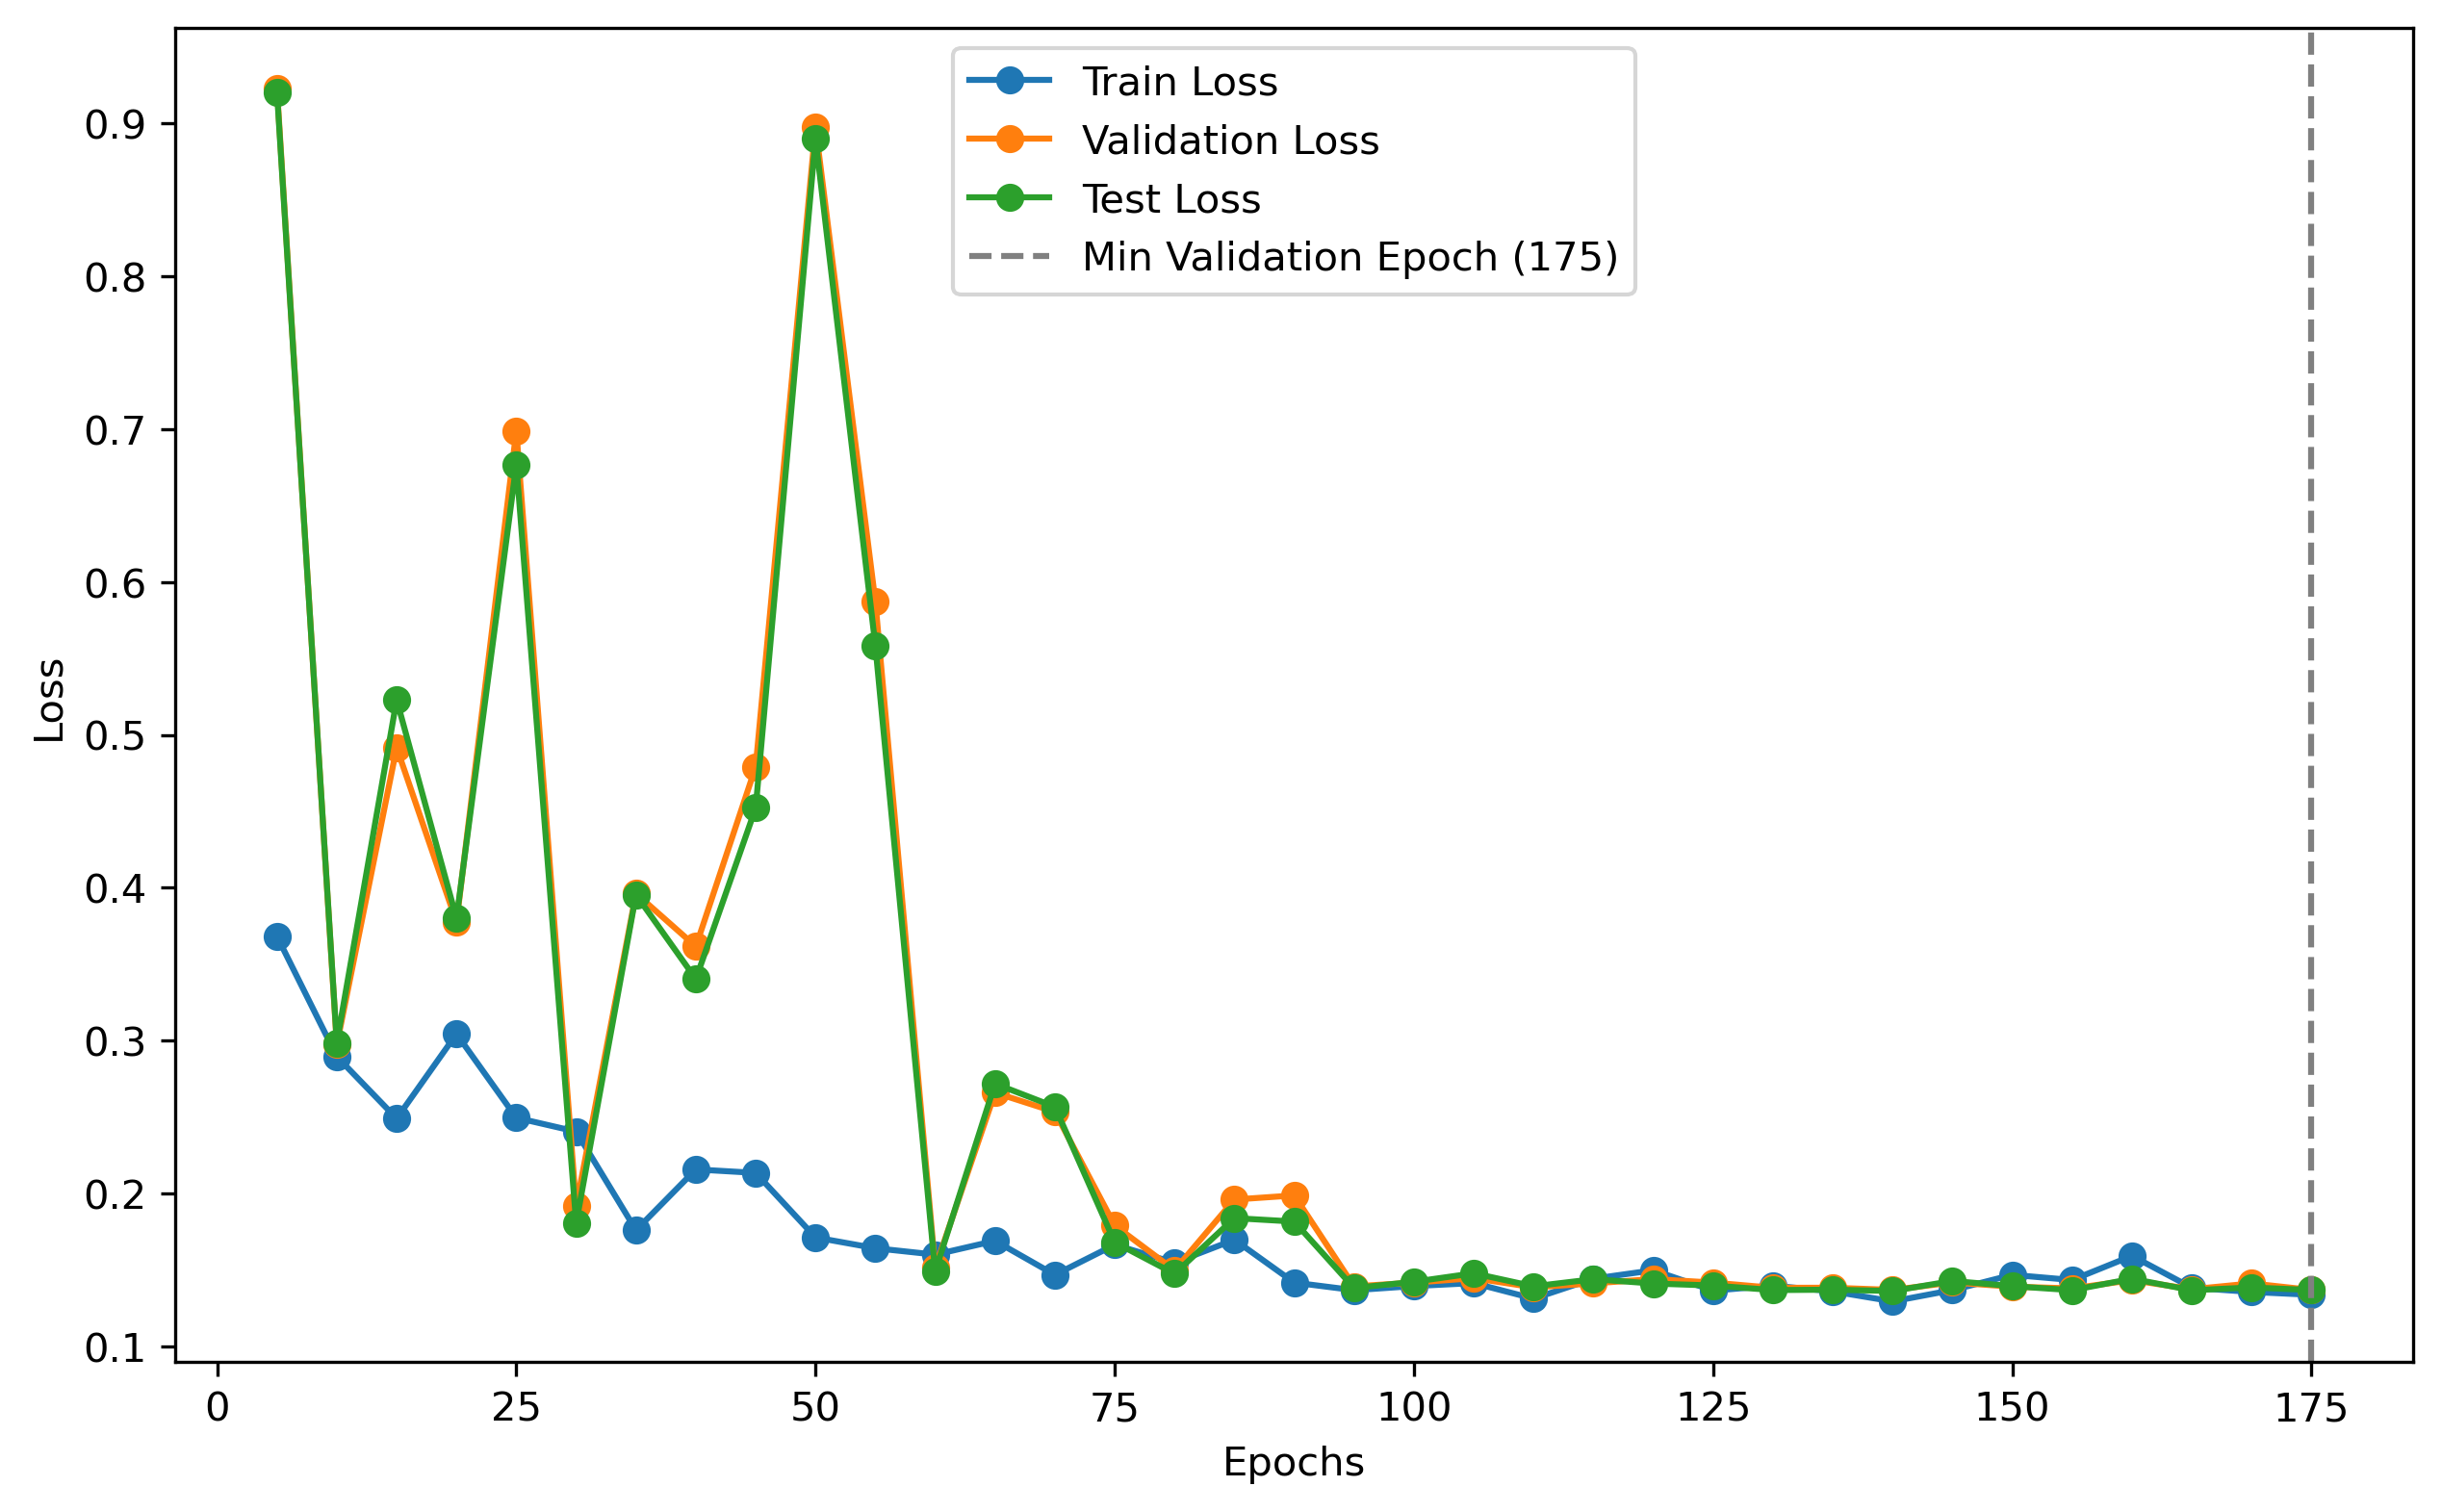 Train Loss
Validation Loss
Test Loss
Min Validation Epoch (175)
0.9
0.8
0.7
0.6
0.5
0.4
0.3
0.2
0.1
Loss
0 25 50 75 100 125 150 175
Epochs